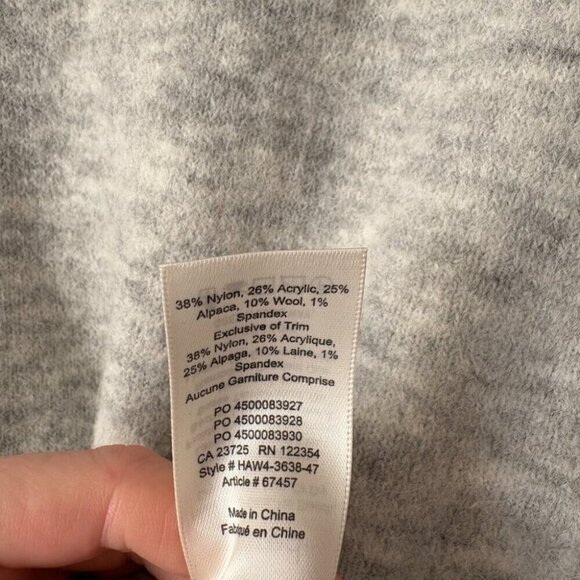 38% Nylon, 26% Acrylic, 25%
Alpaca, 10% Wool, 1%
Spandex
Exclusive of Trim
38% Nylon, 26% Acrylique,
25% Alpaga, 10% Laine, 1%
Spandex
Aucune Garniture Comprise
PO 4500083927
PO 4500083928
PO 4500083930
CA 23725 RN 122354
Style # HAW4-3638-47
Article # 67457
Made in China
Fabriqué en Chine